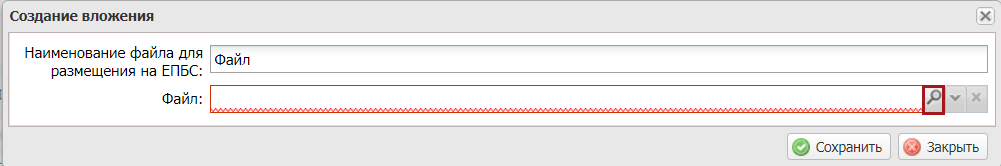 Создание вложения
Наименование файла для
размещения на ЕПБС:
Файл
Файл:
Сохранить
Закрыть